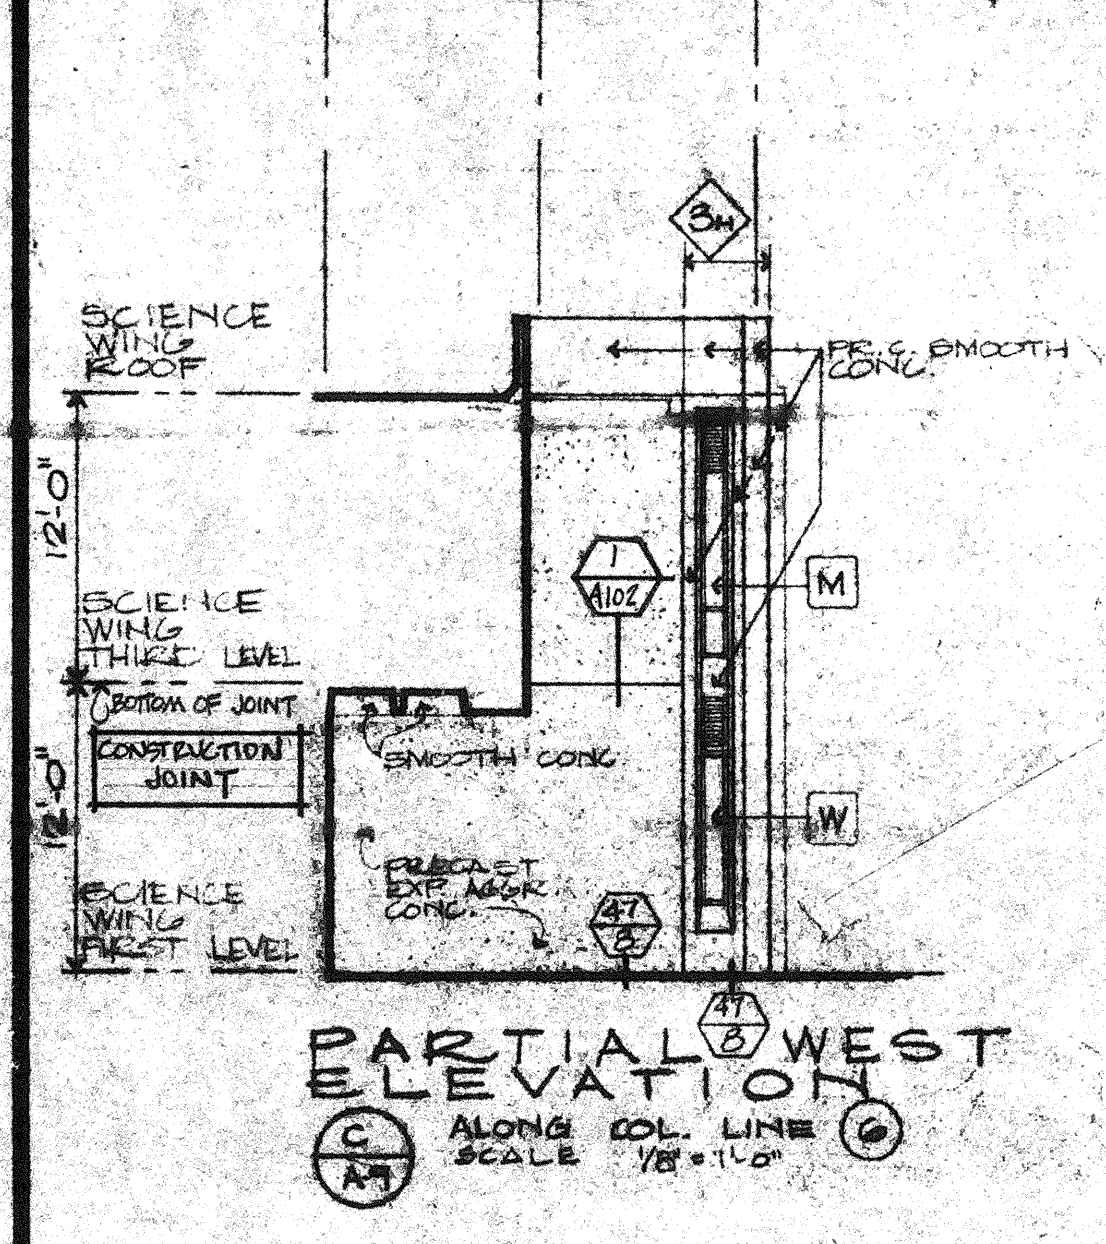 3H
SCIENCE
WING
ROOF
PR. C. SMOOTH
CONC.
12'-0"
1
A102
M
SCIENCE
WING
THIRD LEVEL
BOTTOM OF JOINT
CONSTRUCTION
JOINT
SMOOTH CONC.
12'-0"
W
PRECAST
EXP. AGGR.
CONC.
47
8
SCIENCE
WING
FIRST LEVEL
47
8
PARTIAL WEST
ELEVATION
C
A-9
ALONG COL. LINE 6
SCALE 1/8" = 1'-0"